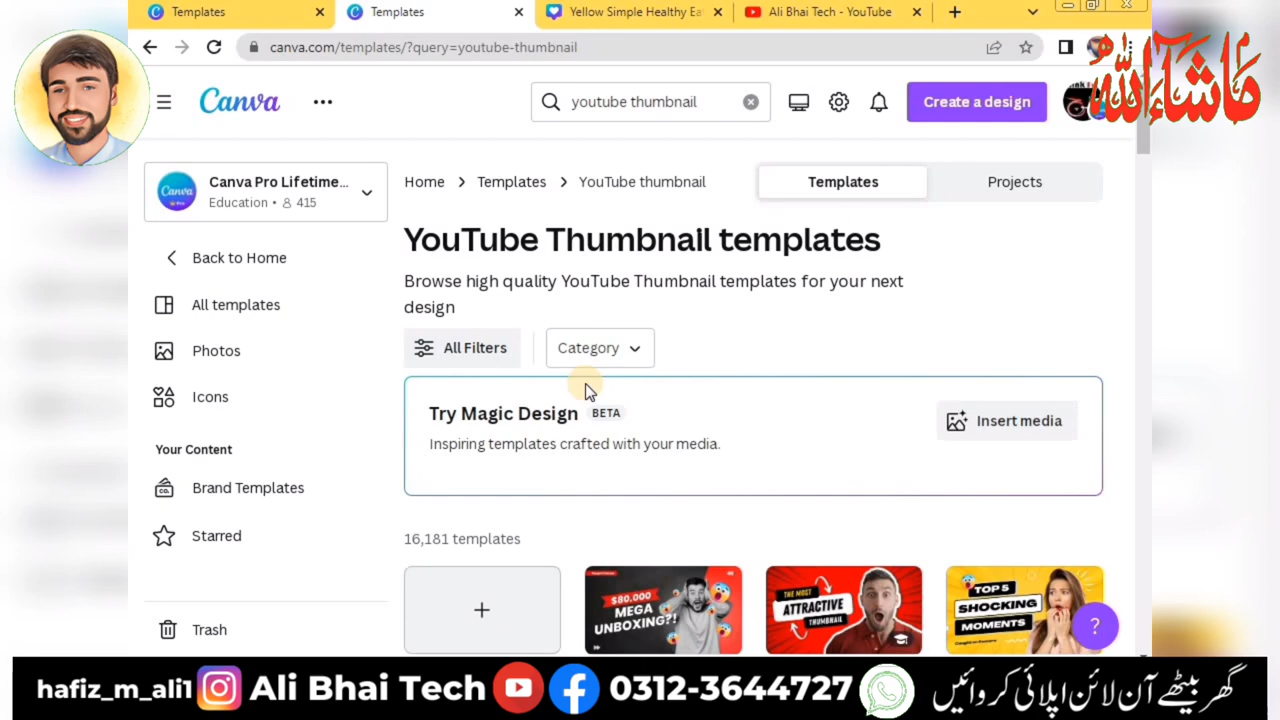 Templates
Templates
Yellow Simple Healthy Ea
Ali Bhai Tech - YouTube
canva.com/templates/?query=youtube-thumbnail
ماشاءاللہ
Canva
youtube thumbnail
Create a design
Canva
Canva Pro Lifetime...
Education • 415
Home > Templates > YouTube thumbnail
Templates
Projects
YouTube Thumbnail templates
Browse high quality YouTube Thumbnail templates for your next
design
Back to Home
All templates
Photos
Icons
All Filters
Category
Try Magic Design BETA
Inspiring templates crafted with your media.
Insert media
Your Content
Brand Templates
Starred
Trash
16,181 templates
$80.000
MEGA
UNBOXING?!
THE MOST
ATTRACTIVE
THUMBNAIL
TOP 5
SHOCKING
MOMENTS
?
hafiz_m_ali1
Ali Bhai Tech
0312-3644727
گھر بیٹھے آن لائن اپلائی کروائیں